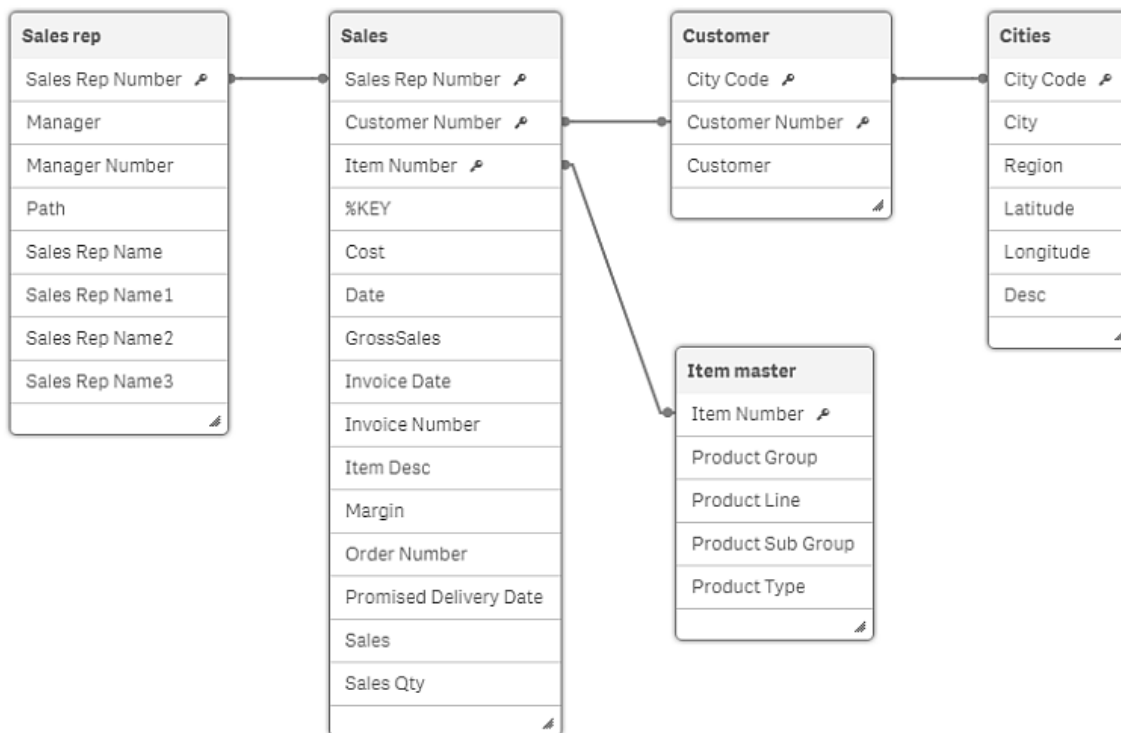 Sales rep
Sales Rep Number
Manager
Manager Number
Path
Sales Rep Name
Sales Rep Name1
Sales Rep Name2
Sales Rep Name3
Sales
Sales Rep Number
Customer Number
Item Number
%KEY
Cost
Date
GrossSales
Invoice Date
Invoice Number
Item Desc
Margin
Order Number
Promised Delivery Date
Sales
Sales Qty
Customer
City Code
Customer Number
Customer
Item master
Item Number
Product Group
Product Line
Product Sub Group
Product Type
Cities
City Code
City
Region
Latitude
Longitude
Desc